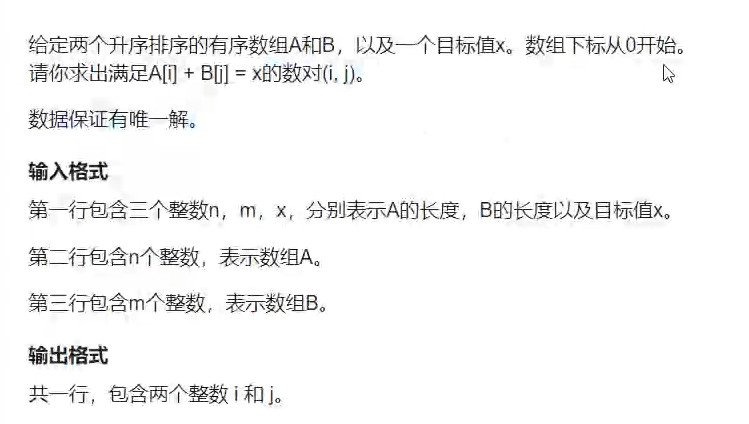 给定两个升序排序的有序数组A和B，以及一个目标值x。数组下标从0开始。
请你求出满足A[i] + B[j] = x的数对(i, j)。
数据保证有唯一解。
输入格式
第一行包含三个整数n，m，x，分别表示A的长度，B的长度以及目标值x。
第二行包含n个整数，表示数组A。
第三行包含m个整数，表示数组B。
输出格式
共一行，包含两个整数 i 和 j。